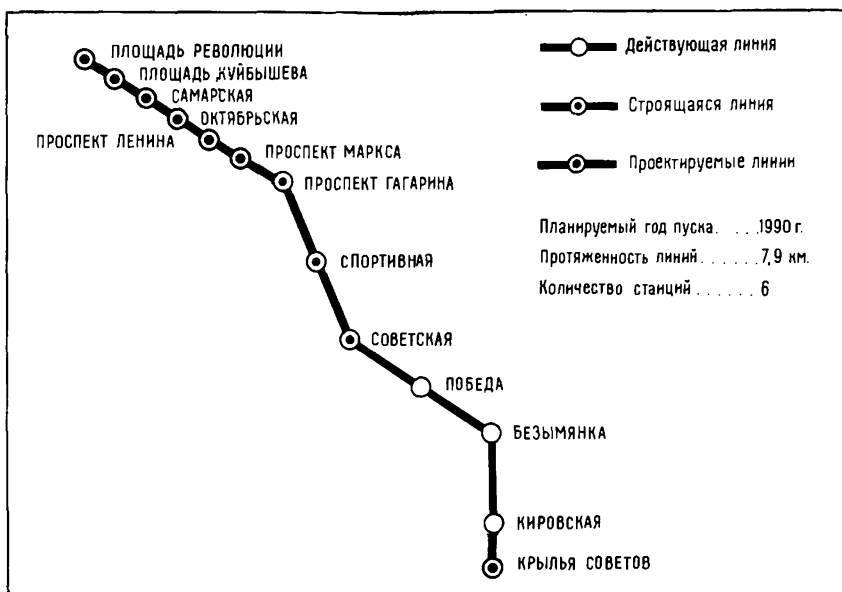 ПЛОЩАДЬ РЕВОЛЮЦИИ
ПЛОЩАДЬ КУЙБЫШЕВА
САМАРСКАЯ
ОКТЯБРЬСКАЯ
ПРОСПЕКТ ЛЕНИНА
ПРОСПЕКТ МАРКСА
ПРОСПЕКТ ГАГАРИНА
СПОРТИВНАЯ
СОВЕТСКАЯ
ПОБЕДА
БЕЗЫМЯНКА
КИРОВСКАЯ
КРЫЛЬЯ СОВЕТОВ
Действующая линия
Строящаяся линия
Проектируемые линии
Планируемый год пуска. . . .1990 г.
Протяженность линий . . . . . 7,9 км.
Количество станций . . . . . . 6